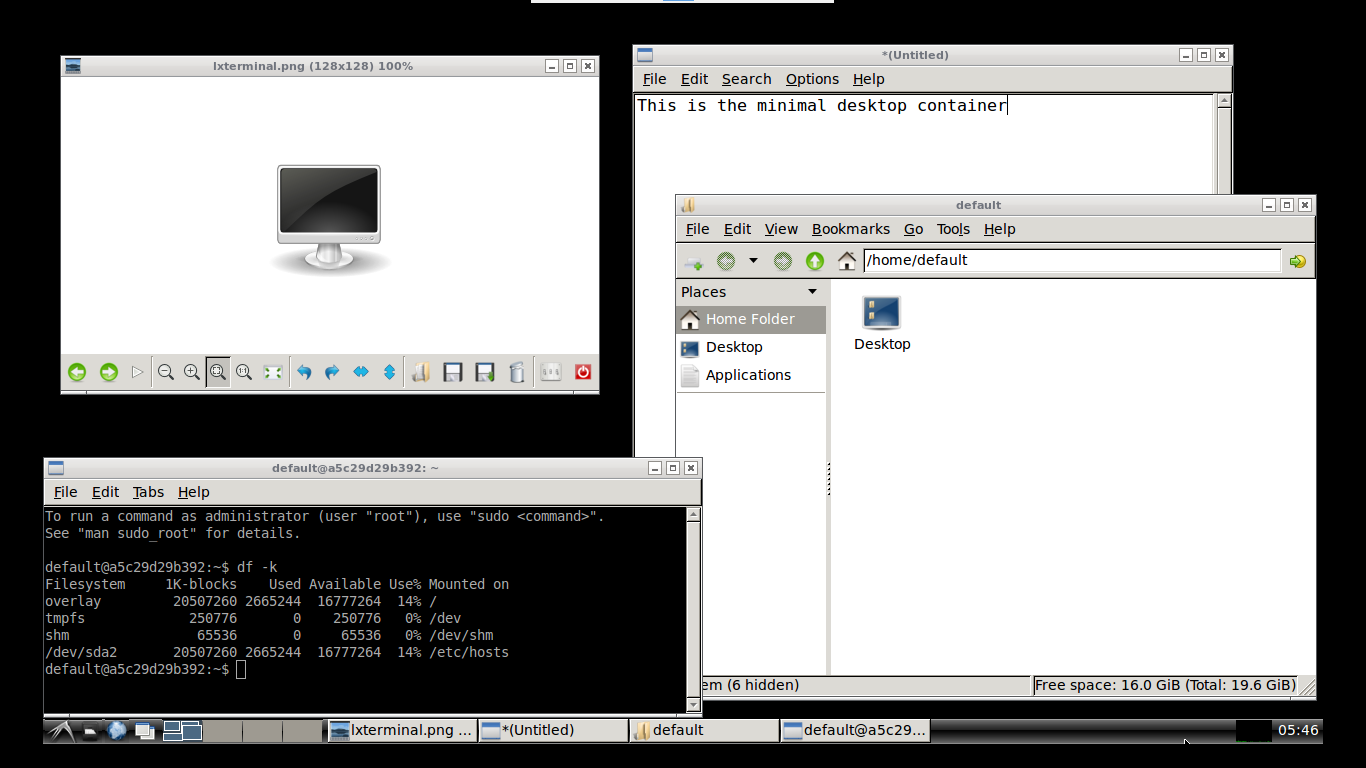 lxterminal.png (128x128) 100%
*(Untitled)
File Edit Search Options Help
This is the minimal desktop container
default
File Edit View Bookmarks Go Tools Help
/home/default
Places
Home Folder
Desktop
Applications
Desktop
em (6 hidden)
Free space: 16.0 GiB (Total: 19.6 GiB)
default@a5c29d29b392: ~
File Edit Tabs Help
To run a command as administrator (user "root"), use "sudo <command>".
See "man sudo_root" for details.
default@a5c29d29b392:~$ df -k
Filesystem     1K-blocks    Used Available Use% Mounted on
overlay         20507260 2665244  16777264  14% /
tmpfs             250776       0    250776   0% /dev
shm                65536       0     65536   0% /dev/shm
/dev/sda2       20507260 2665244  16777264  14% /etc/hosts
default@a5c29d29b392:~$
lxterminal.png ...
*(Untitled)
default
default@a5c29...
05:46